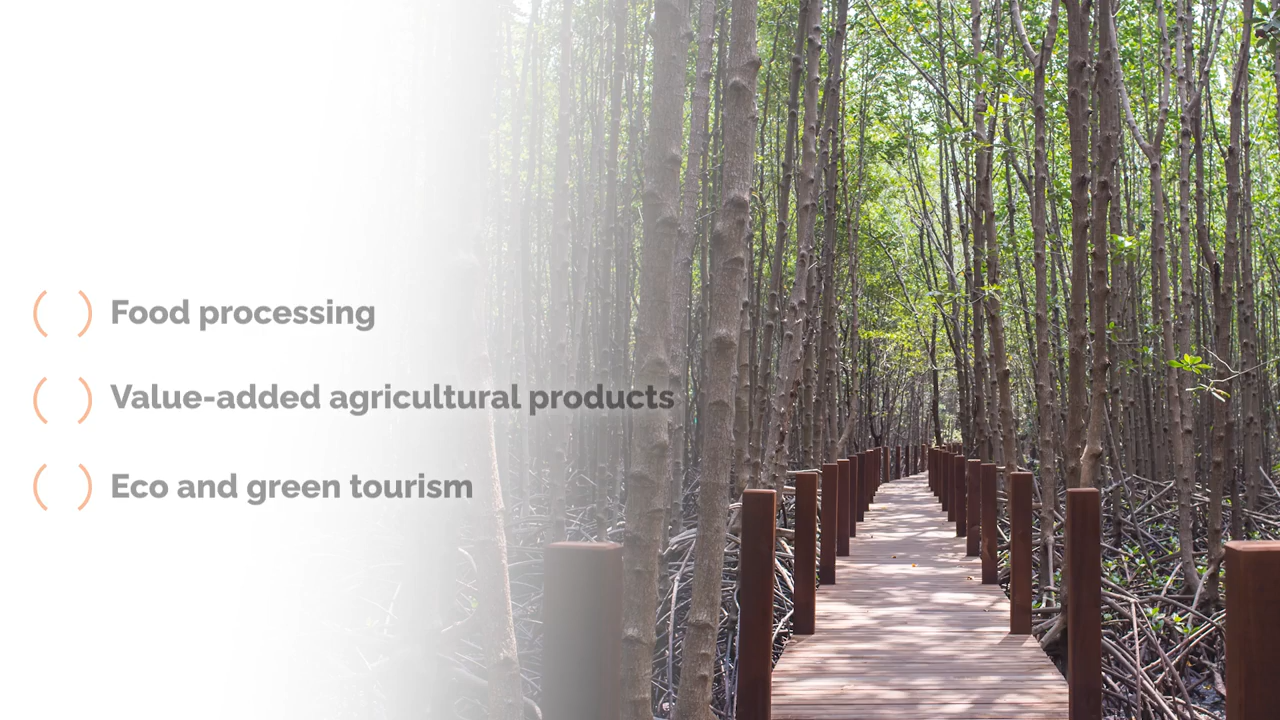 Food processing
Value-added agricultural products
Eco and green tourism